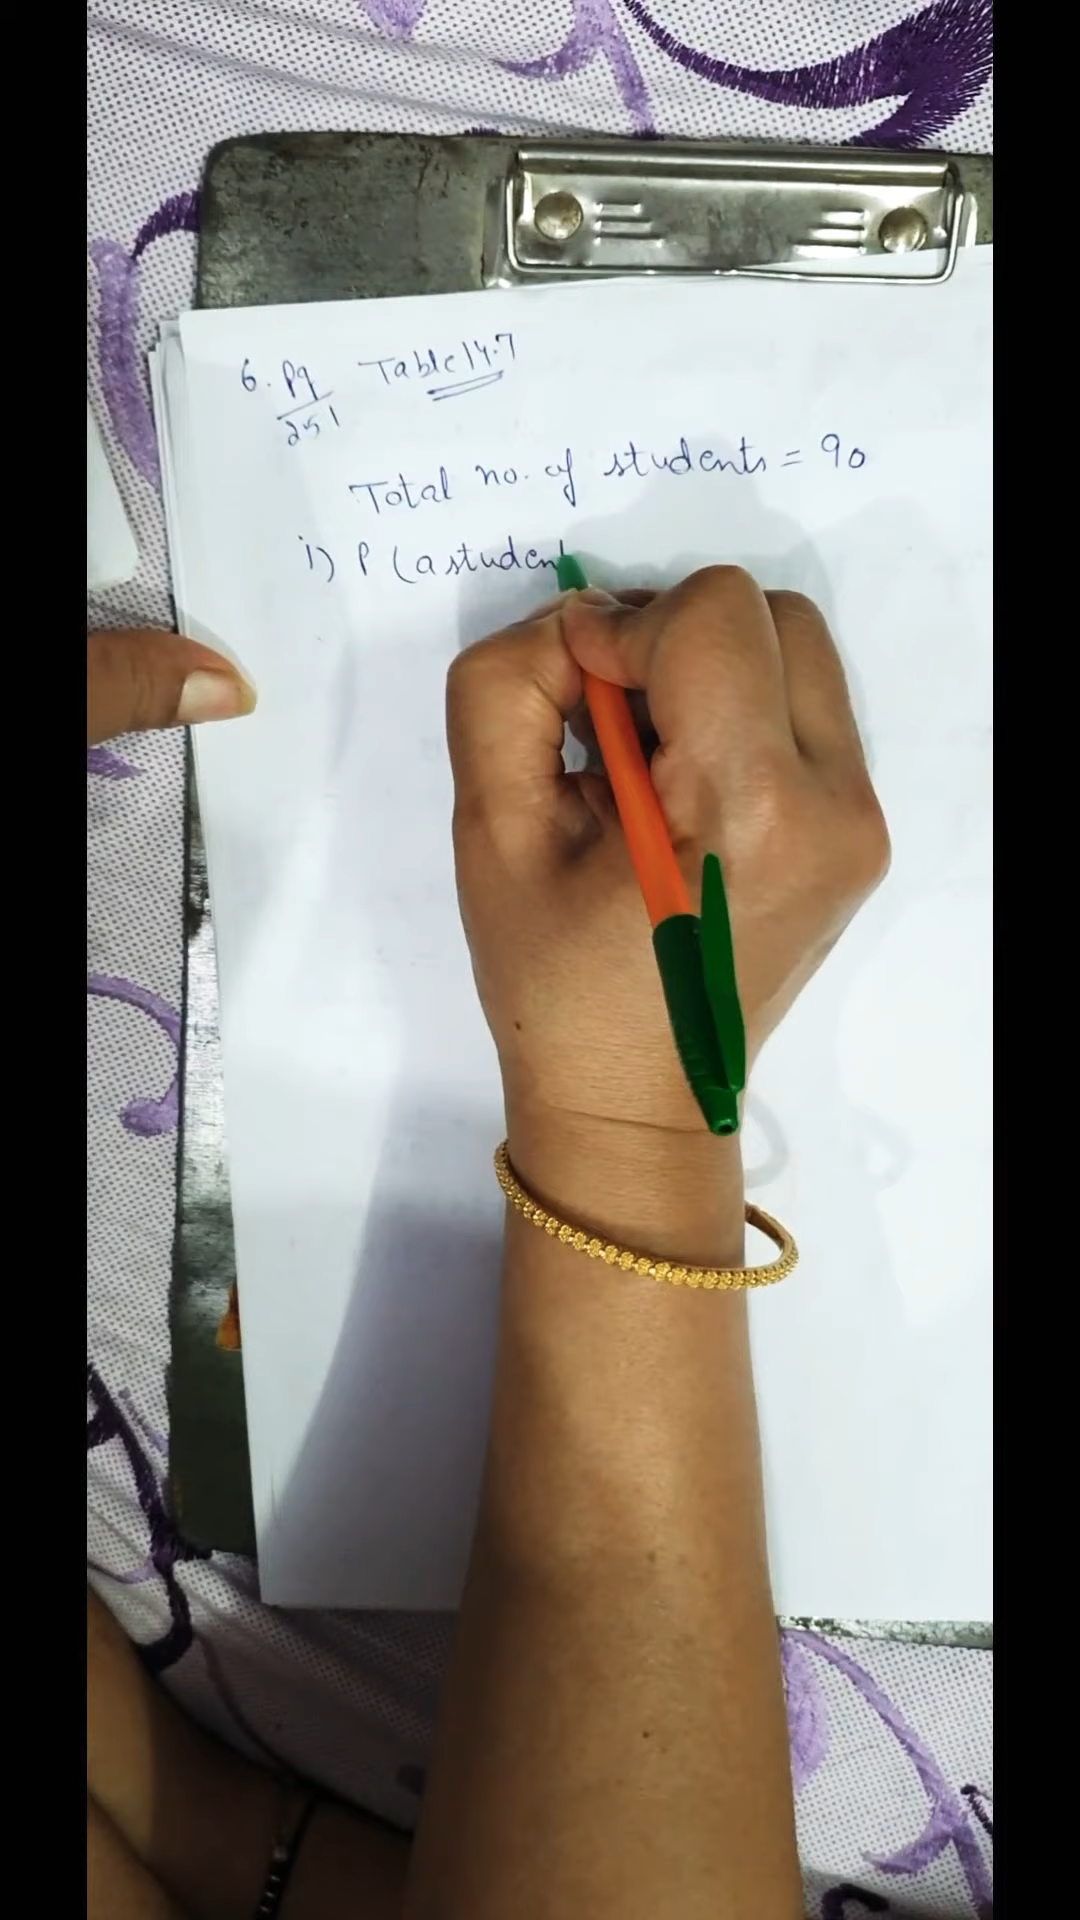 6. Pg 251 Table 14.7
Total no. of students = 90
i) P (a student